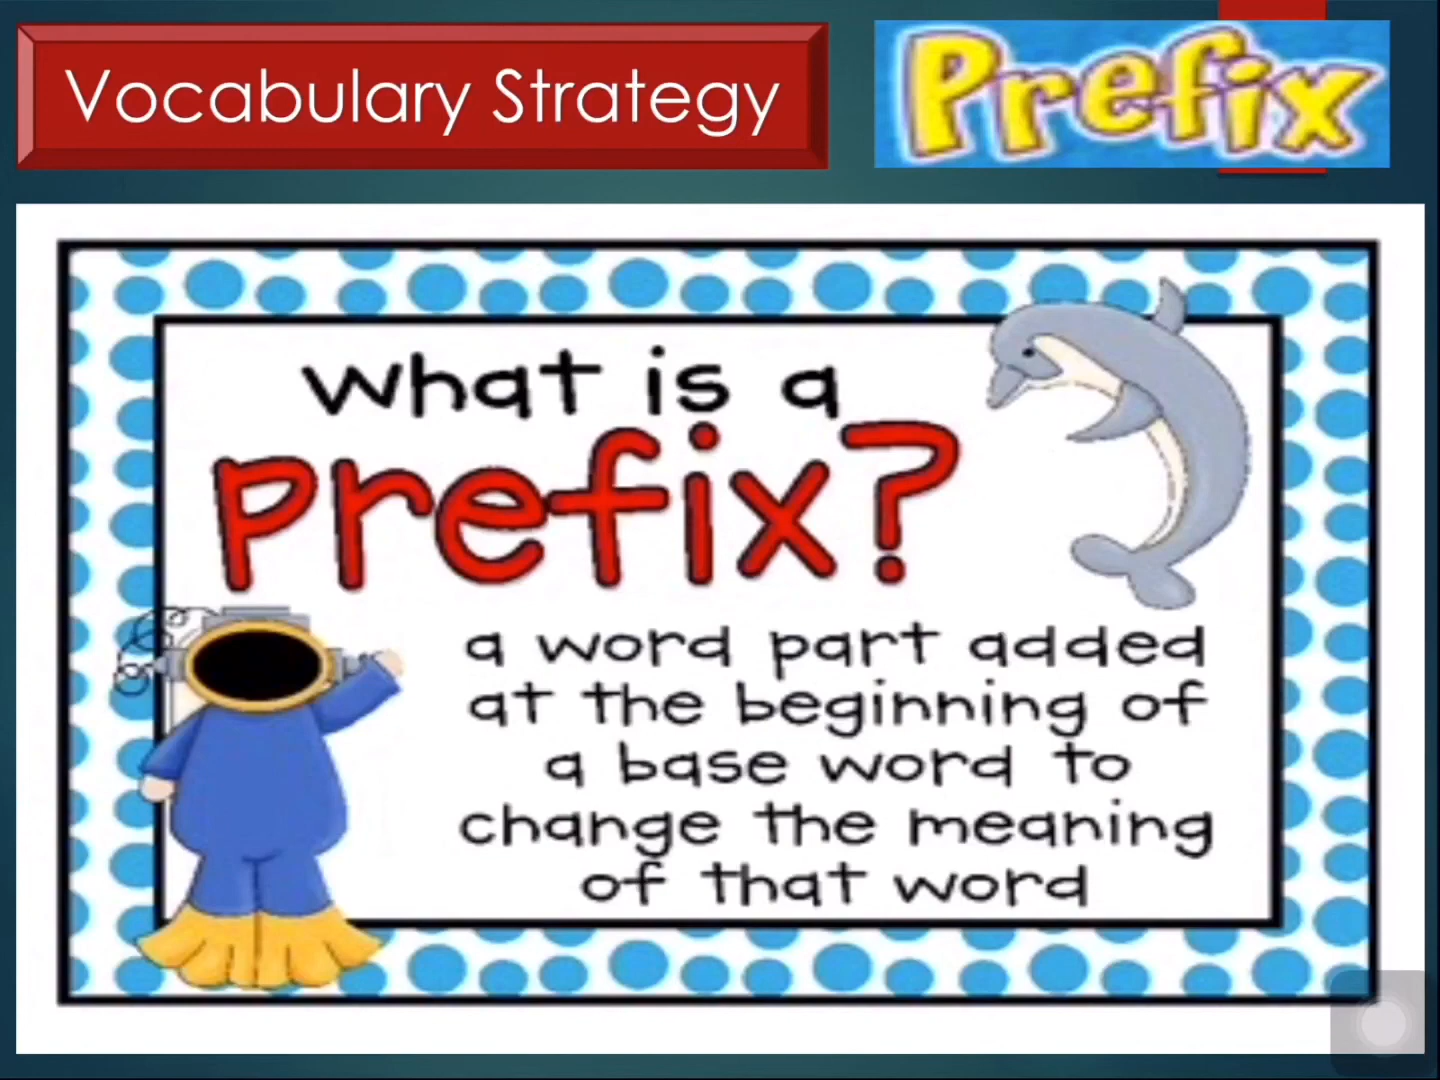 Vocabulary Strategy
Prefix
what is a
prefix?
a word part added
at the beginning of
a base word to
change the meaning
of that word